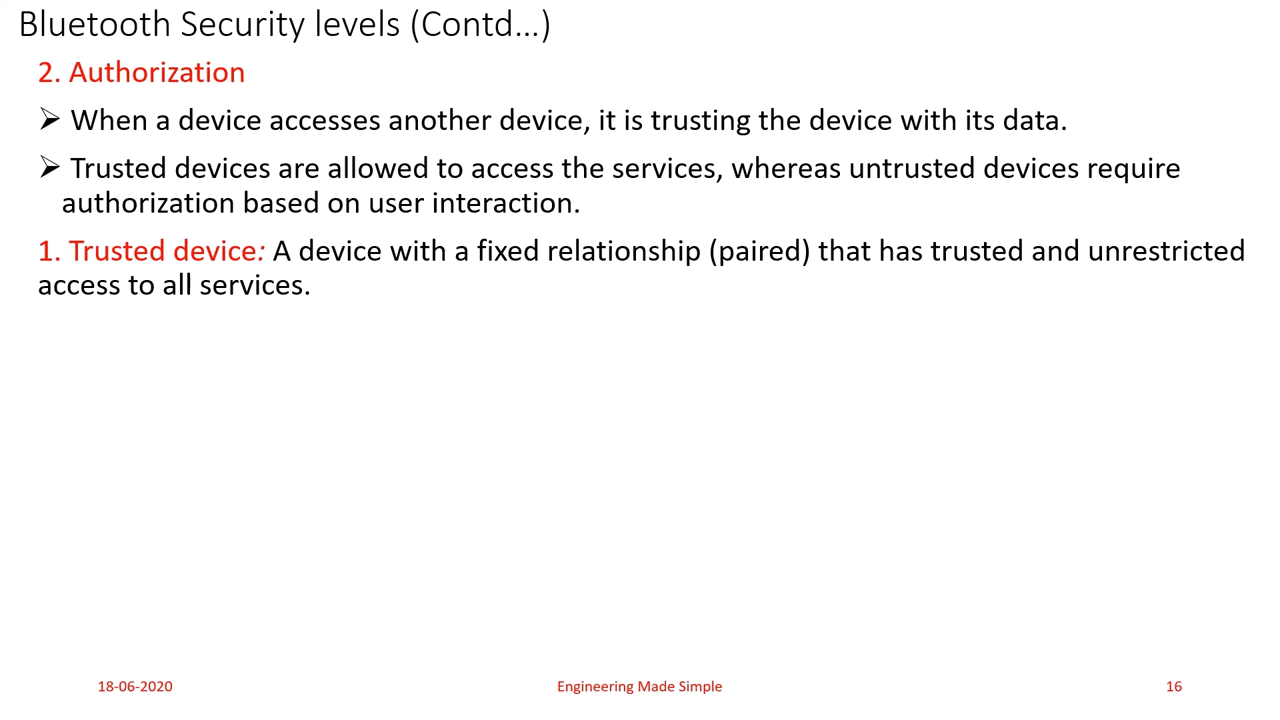 Bluetooth Security levels (Contd...)
2. Authorization
➢ When a device accesses another device, it is trusting the device with its data.
➢ Trusted devices are allowed to access the services, whereas untrusted devices require
authorization based on user interaction.
1. Trusted device: A device with a fixed relationship (paired) that has trusted and unrestricted
access to all services.
18-06-2020 Engineering Made Simple 16